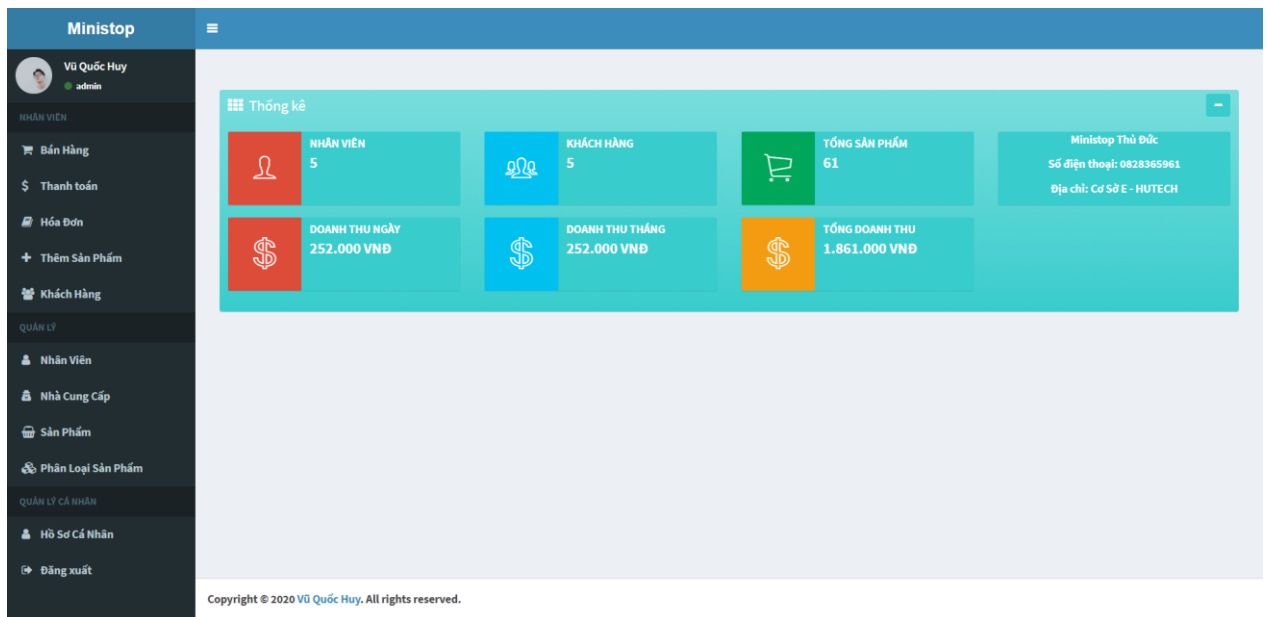 Ministop
Vũ Quốc Huy
admin
NHÂN VIÊN
Bán Hàng
Thanh toán
Hóa Đơn
Thêm Sản Phẩm
Khách Hàng
QUẢN LÝ
Nhân Viên
Nhà Cung Cấp
Sản Phẩm
Phân Loại Sản Phẩm
QUẢN LÝ CÁ NHÂN
Hồ Sơ Cá Nhân
Đăng xuất
Thống kê
NHÂN VIÊN
5
KHÁCH HÀNG
5
TỔNG SẢN PHẨM
61
Ministop Thủ Đức
Số điện thoại: 0828365961
Địa chỉ: Cơ Sở E - HUTECH
DOANH THU NGÀY
252.000 VNĐ
DOANH THU THÁNG
252.000 VNĐ
TỔNG DOANH THU
1.861.000 VNĐ
Copyright © 2020 Vũ Quốc Huy. All rights reserved.